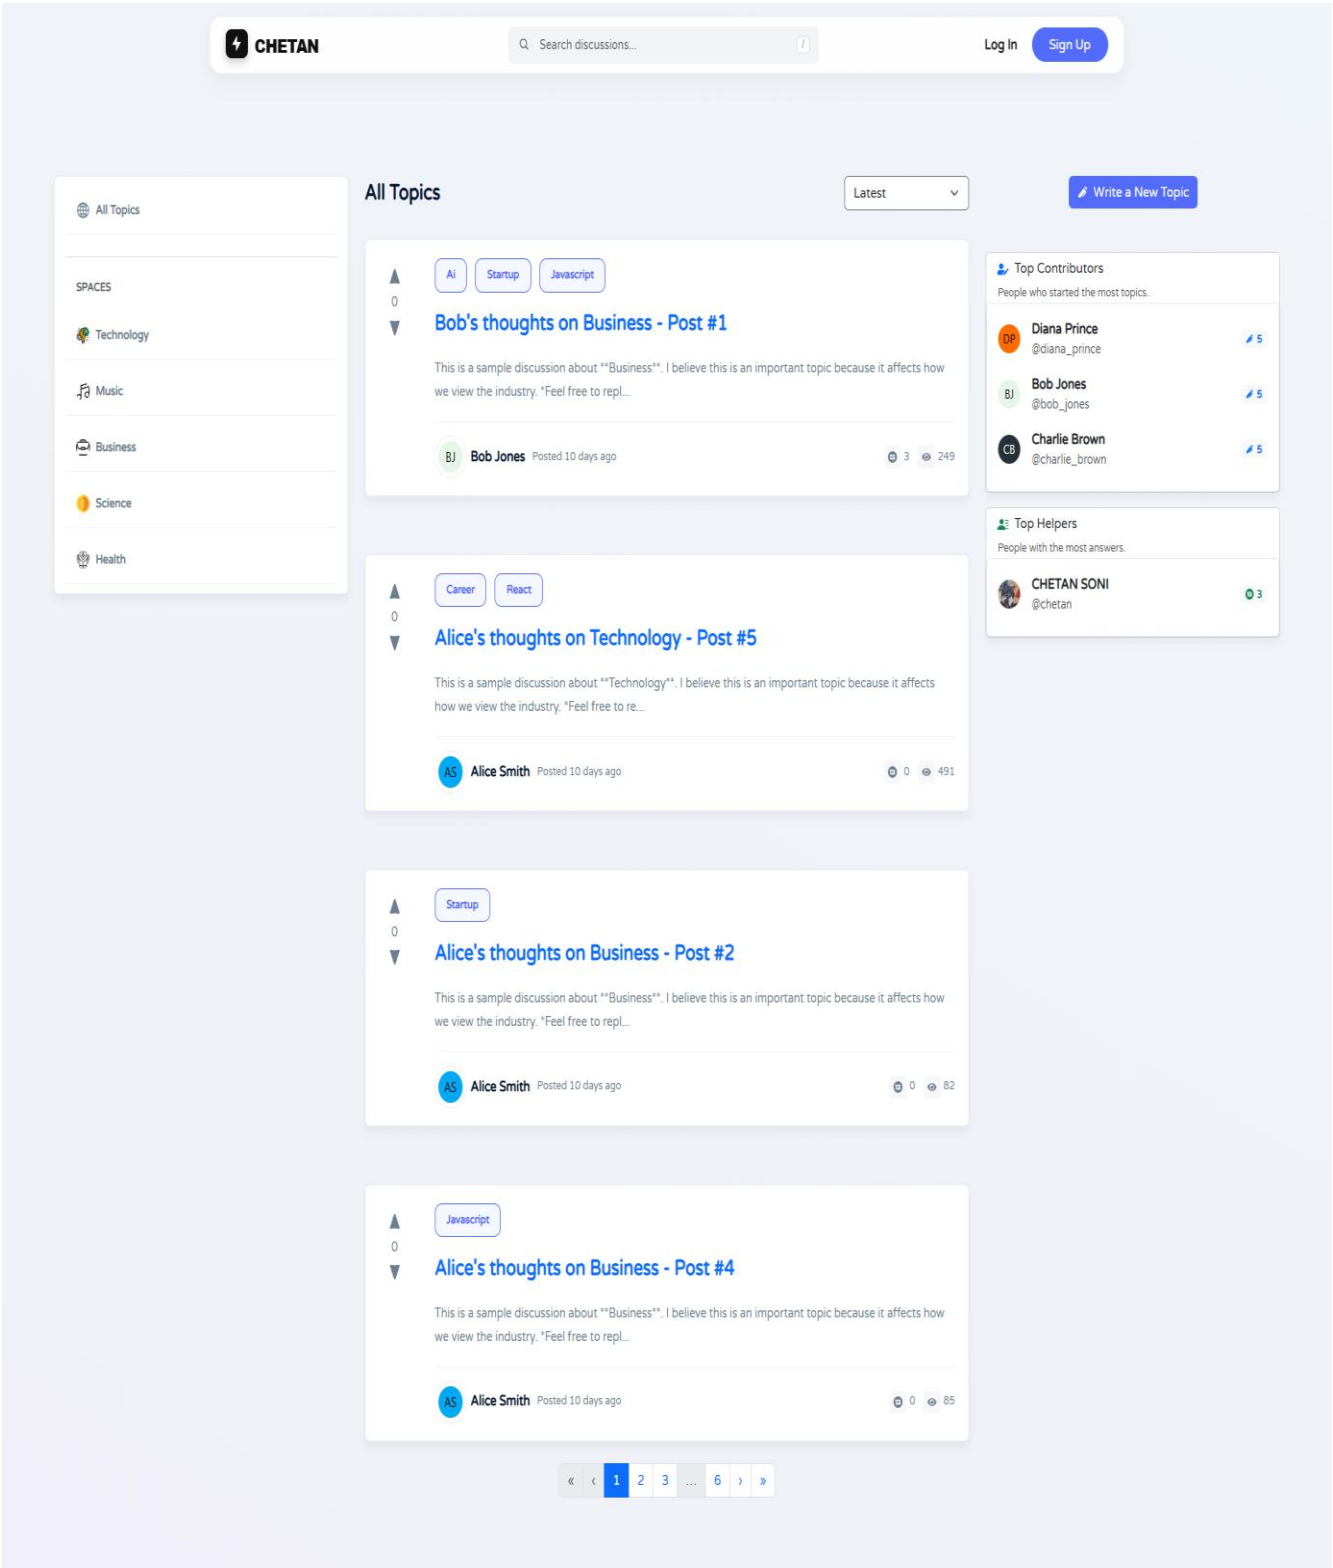 CHETAN
Search discussions...
/
Log In
Sign Up
All Topics
SPACES
Technology
Music
Business
Science
Health
All Topics
Latest
Ai
Startup
Javascript
0
Bob's thoughts on Business - Post #1
This is a sample discussion about **Business**. I believe this is an important topic because it affects how
we view the industry. *Feel free to repl...
BJ
Bob Jones Posted 10 days ago
3
249
Career
React
0
Alice's thoughts on Technology - Post #5
This is a sample discussion about **Technology**. I believe this is an important topic because it affects
how we view the industry. *Feel free to re...
AS
Alice Smith Posted 10 days ago
0
491
Startup
0
Alice's thoughts on Business - Post #2
This is a sample discussion about **Business**. I believe this is an important topic because it affects how
we view the industry. *Feel free to repl...
AS
Alice Smith Posted 10 days ago
0
82
Javascript
0
Alice's thoughts on Business - Post #4
This is a sample discussion about **Business**. I believe this is an important topic because it affects how
we view the industry. *Feel free to repl...
AS
Alice Smith Posted 10 days ago
0
85
« ‹ 1 2 3 ... 6 › »
Write a New Topic
Top Contributors
People who started the most topics.
DP
Diana Prince
@diana_prince
5
BJ
Bob Jones
@bob_jones
5
CB
Charlie Brown
@charlie_brown
5
Top Helpers
People with the most answers.
CHETAN SONI
@chetan
3